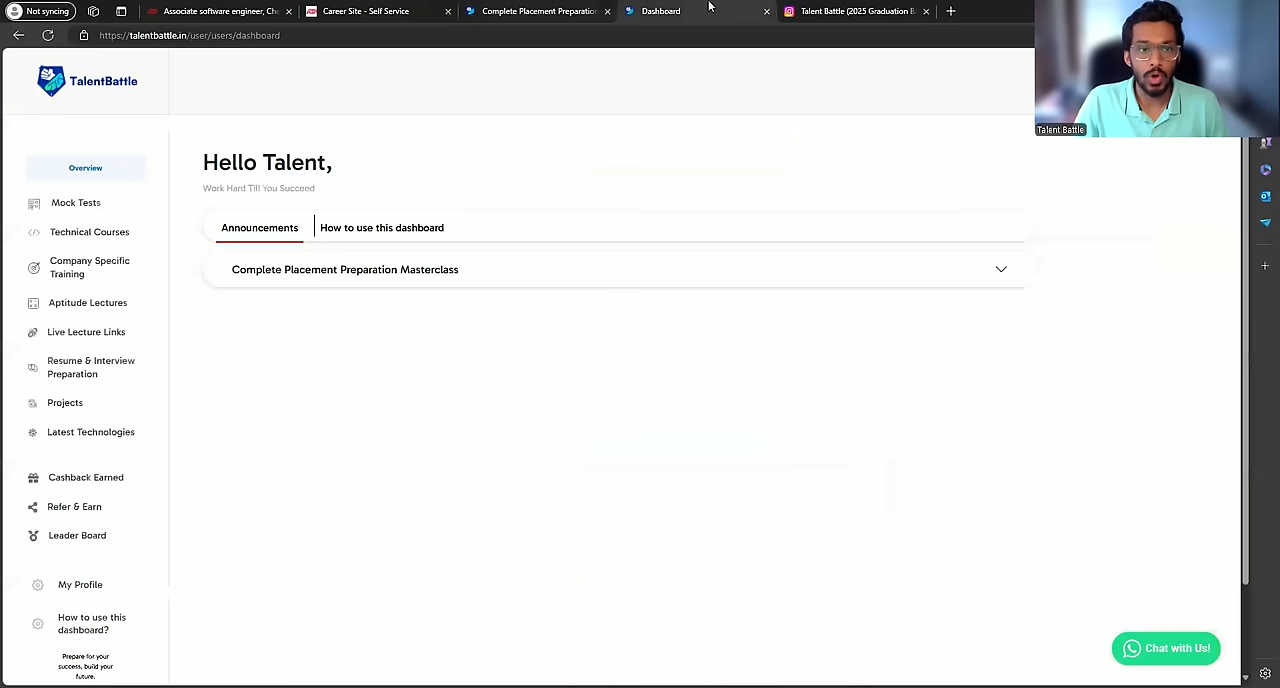 Not syncing
Associate software engineer, Che
Career Site - Self Service
Complete Placement Preparation
Dashboard
Talent Battle (2025 Graduation B
https://talentbattle.in/user/users/dashboard
TalentBattle
Talent Battle
Overview
Mock Tests
Technical Courses
Company Specific
Training
Aptitude Lectures
Live Lecture Links
Resume & Interview
Preparation
Projects
Latest Technologies
Cashback Earned
Refer & Earn
Leader Board
My Profile
How to use this
dashboard?
Prepare for your
success, build your
future.
Hello Talent,
Work Hard Till You Succeed
Announcements
How to use this dashboard
Complete Placement Preparation Masterclass
Chat with Us!